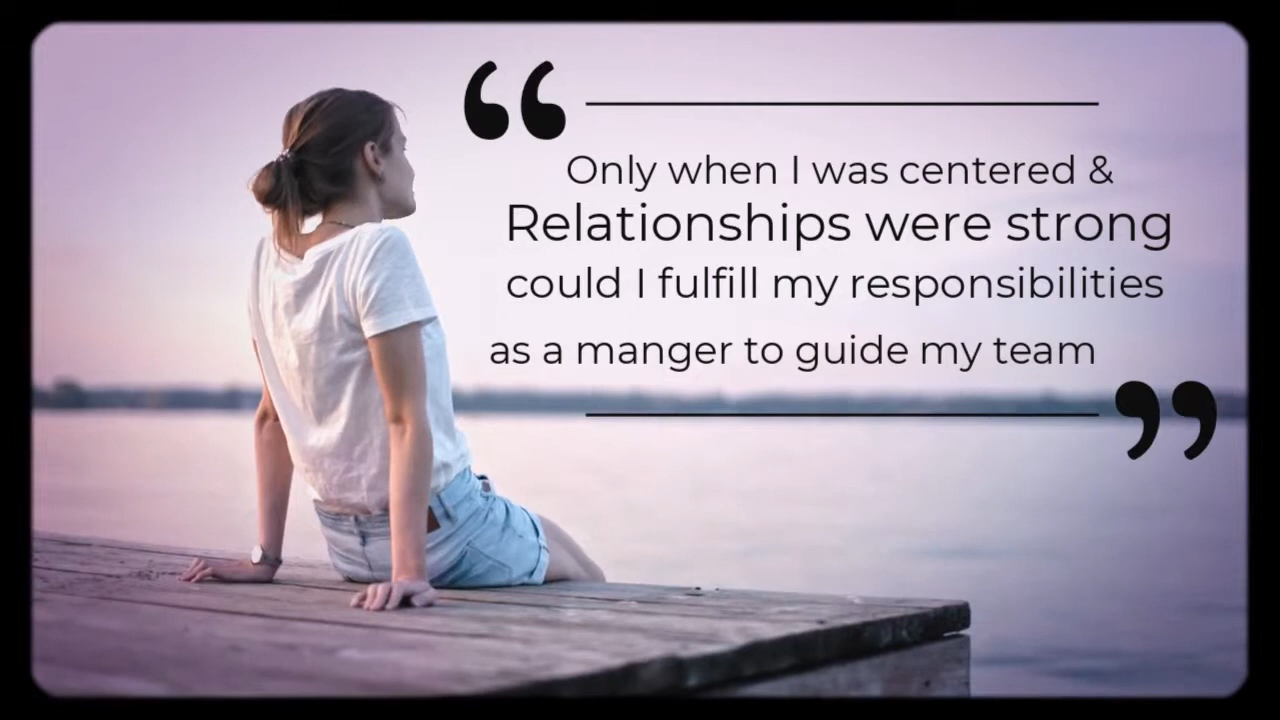 “
Only when I was centered &
Relationships were strong
could I fulfill my responsibilities
as a manger to guide my team
”